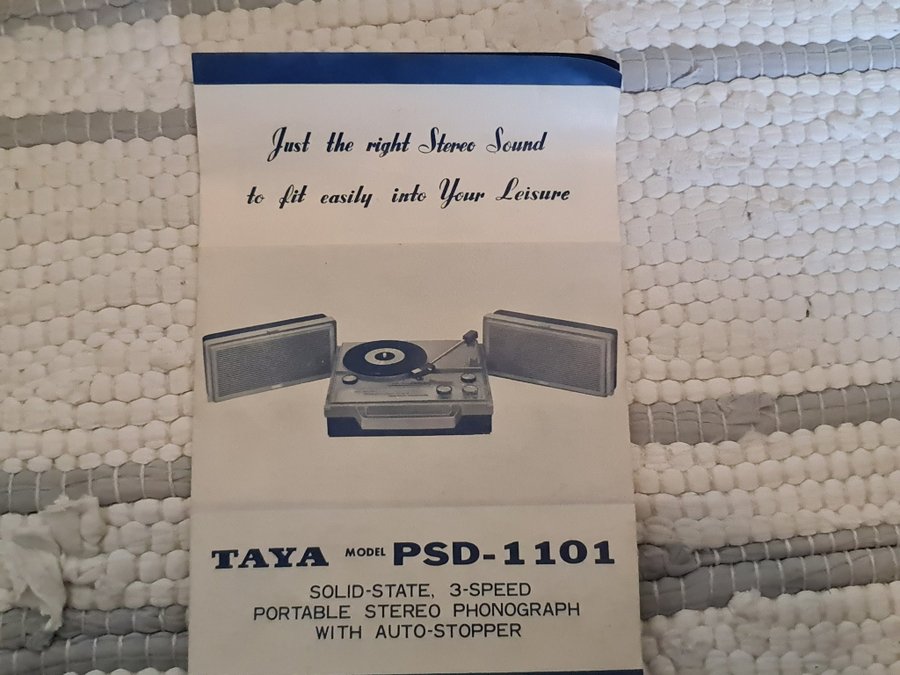 Just the right Stereo Sound
to fit easily into Your Leisure
TAYA MODEL PSD-1101
SOLID-STATE, 3-SPEED
PORTABLE STEREO PHONOGRAPH
WITH AUTO-STOPPER